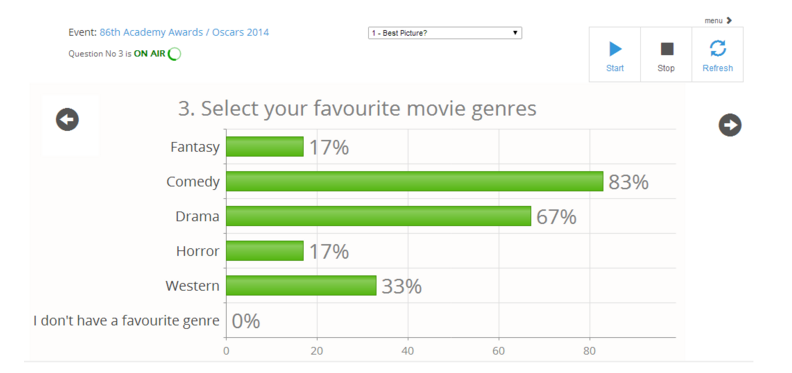 menu
Event: 86th Academy Awards / Oscars 2014
1 - Best Picture?
Question No 3 is ON AIR
Start
Stop
Refresh
3. Select your favourite movie genres
Fantasy 17%
Comedy 83%
Drama 67%
Horror 17%
Western 33%
I don't have a favourite genre 0%
0 20 40 60 80